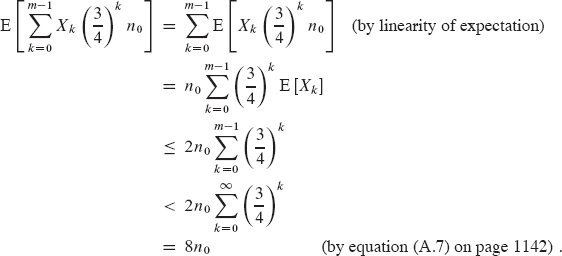 E[∑_{k=0}^{m−1} X_k (3/4)^k n_0] = ∑_{k=0}^{m−1} E[X_k (3/4)^k n_0] (by linearity of expectation)
= n_0 ∑_{k=0}^{m−1} (3/4)^k E[X_k]
≤ 2n_0 ∑_{k=0}^{m−1} (3/4)^k
< 2n_0 ∑_{k=0}^{∞} (3/4)^k
= 8n_0 (by equation (A.7) on page 1142) .